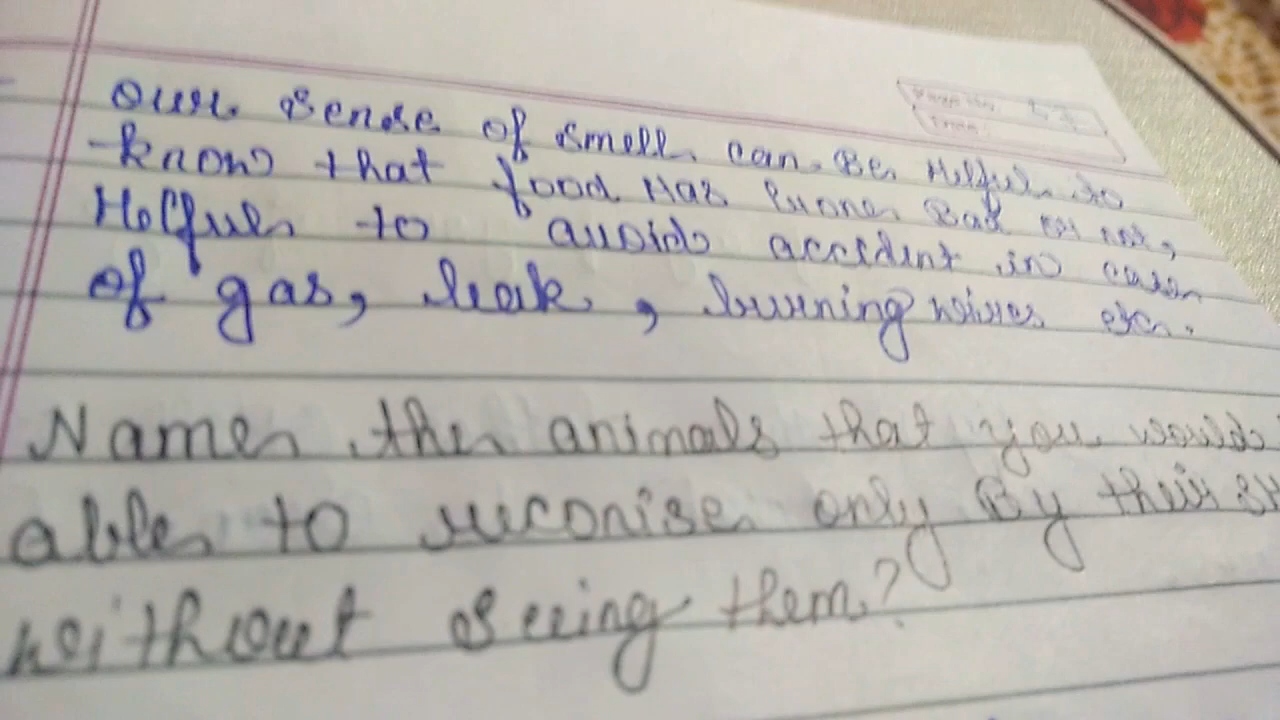 Our sense of smell can Be Helpful to
know that food Has Bad or not,
Helpful to avoid accident in case
of gas, leak, burning wires etc.
Name the animals that you would
able to reconise only By their
without seeing them?